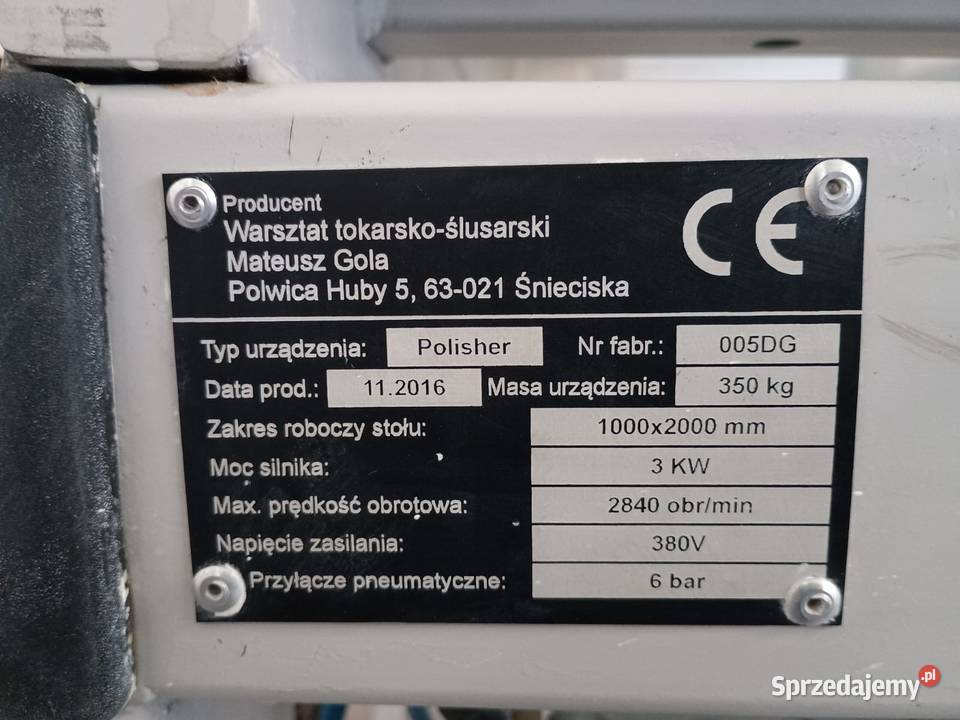 Producent
Warsztat tokarsko-ślusarski
Mateusz Gola
Polwica Huby 5, 63-021 Śnieciska
CE
Typ urządzenia: Polisher Nr fabr.: 005DG
Data prod.: 11.2016 Masa urządzenia: 350 kg
Zakres roboczy stołu: 1000x2000 mm
Moc silnika: 3 KW
Max. prędkość obrotowa: 2840 obr/min
Napięcie zasilania: 380V
Przyłącze pneumatyczne: 6 bar
Sprzedajemy.pl